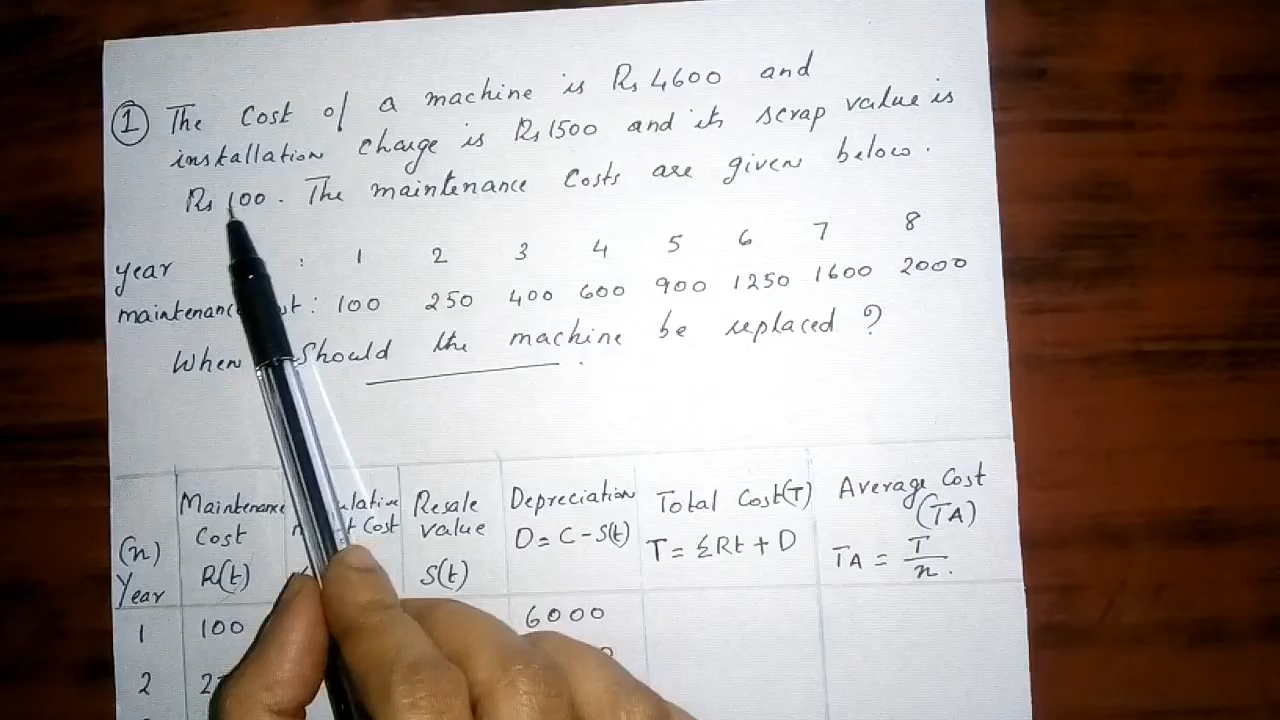 ① The Cost of a machine is Rs 4600 and
installation charge is Rs 1500 and its scrap value is
Rs 100. The maintenance Costs are given below.
year : 1 2 3 4 5 6 7 8
maintenance : 100 250 400 600 900 1250 1600 2000
When should the machine be replaced ?
(n) Year
Maintenance Cost R(t)
Cost
Resale value S(t)
Depreciation D = C - S(t)
Total Cost (T) T = ΣRt + D
Average Cost (TA) TA = T/n.
1 100 6000
2